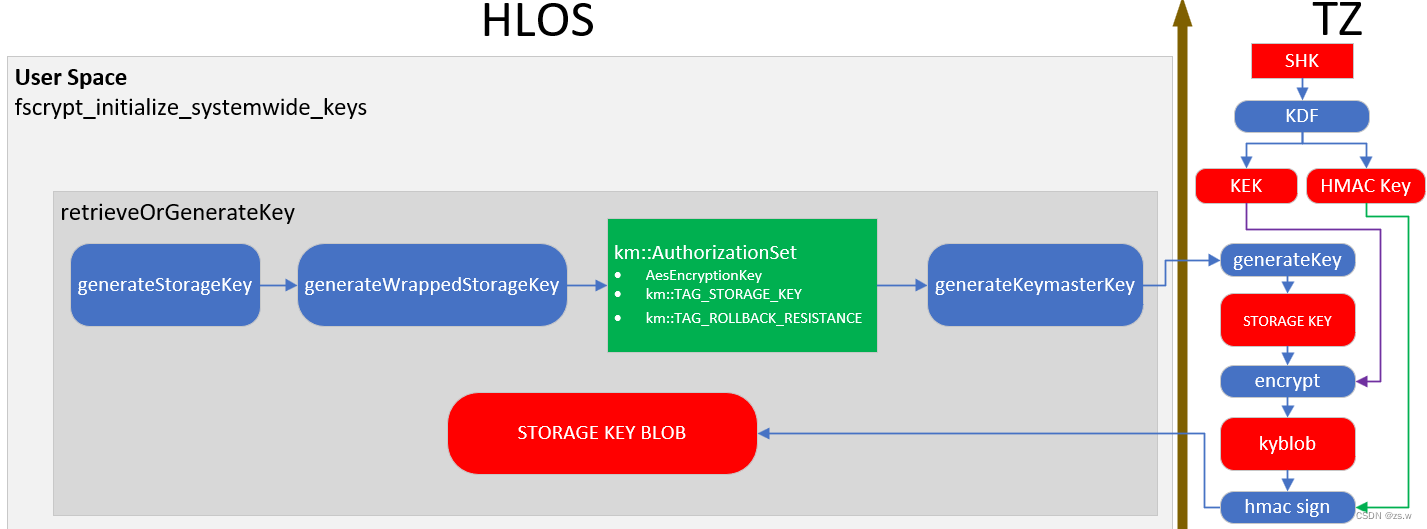 HLOS
TZ
User Space
fscrypt_initialize_systemwide_keys
retrieveOrGenerateKey
generateStorageKey
generateWrappedStorageKey
km::AuthorizationSet
• AesEncryptionKey
• km::TAG_STORAGE_KEY
• km::TAG_ROLLBACK_RESISTANCE
generateKeymasterKey
STORAGE KEY BLOB
SHK
KDF
KEK
HMAC Key
generateKey
STORAGE KEY
encrypt
kyblob
hmac sign
CSDN @zs.w